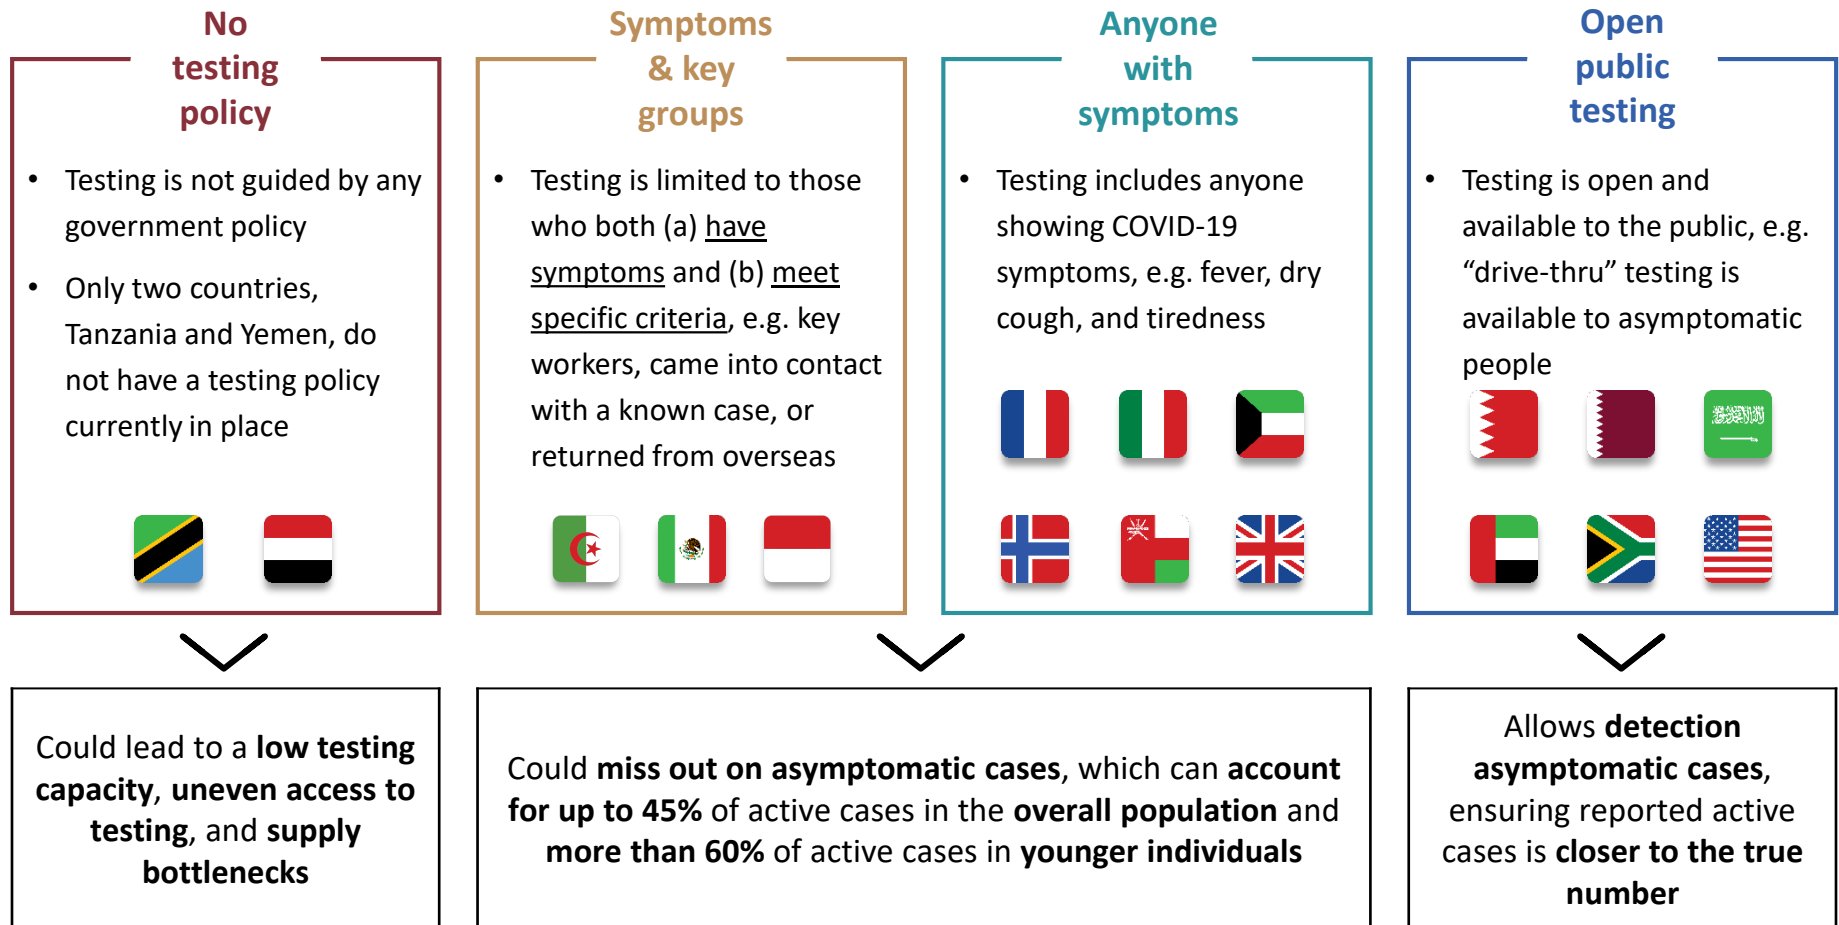 No
testing
policy
• Testing is not guided by any
government policy
• Only two countries,
Tanzania and Yemen, do
not have a testing policy
currently in place
Could lead to a low testing
capacity, uneven access to
testing, and supply
bottlenecks
Symptoms
& key
groups
• Testing is limited to those
who both (a) have
symptoms and (b) meet
specific criteria, e.g. key
workers, came into contact
with a known case, or
returned from overseas
Anyone
with
symptoms
• Testing includes anyone
showing COVID-19
symptoms, e.g. fever, dry
cough, and tiredness
Could miss out on asymptomatic cases, which can account
for up to 45% of active cases in the overall population and
more than 60% of active cases in younger individuals
Open
public
testing
• Testing is open and
available to the public, e.g.
“drive-thru” testing is
available to asymptomatic
people
Allows detection
asymptomatic cases,
ensuring reported active
cases is closer to the true
number